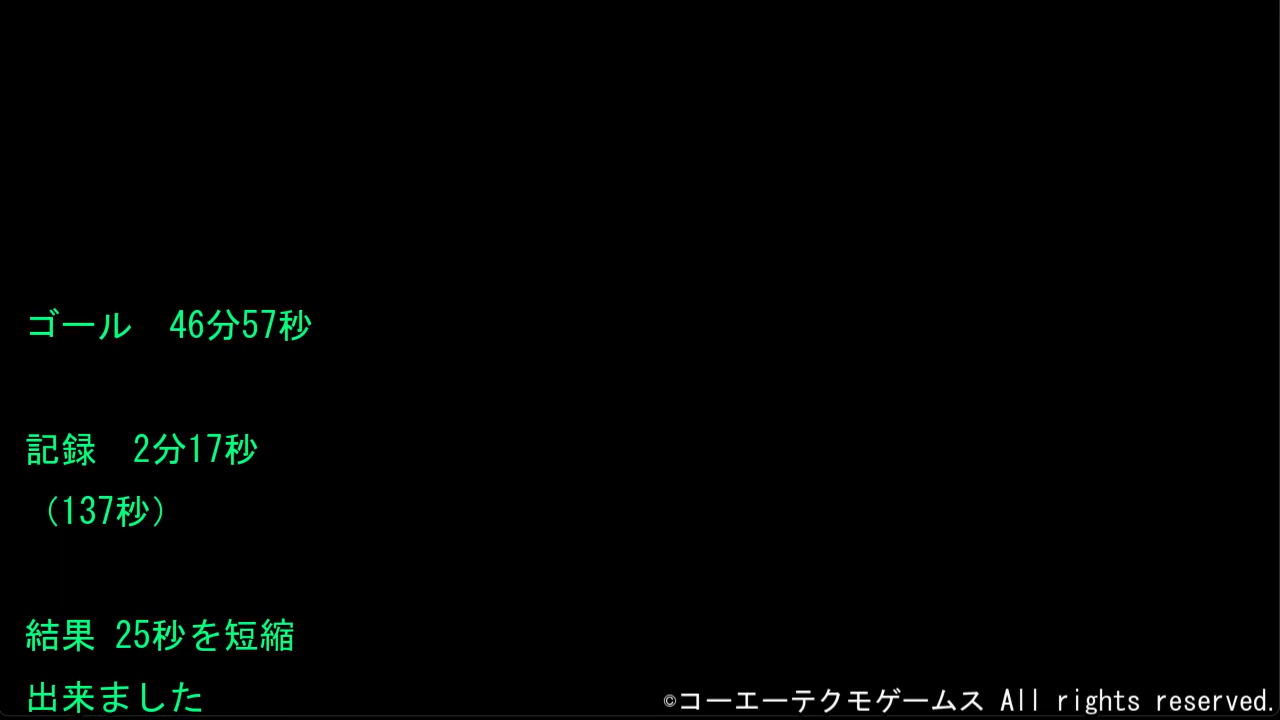 ゴール　46分57秒
記録　2分17秒
（137秒）
結果 25秒を短縮
出来ました
©コーエーテクモゲームス All rights reserved.